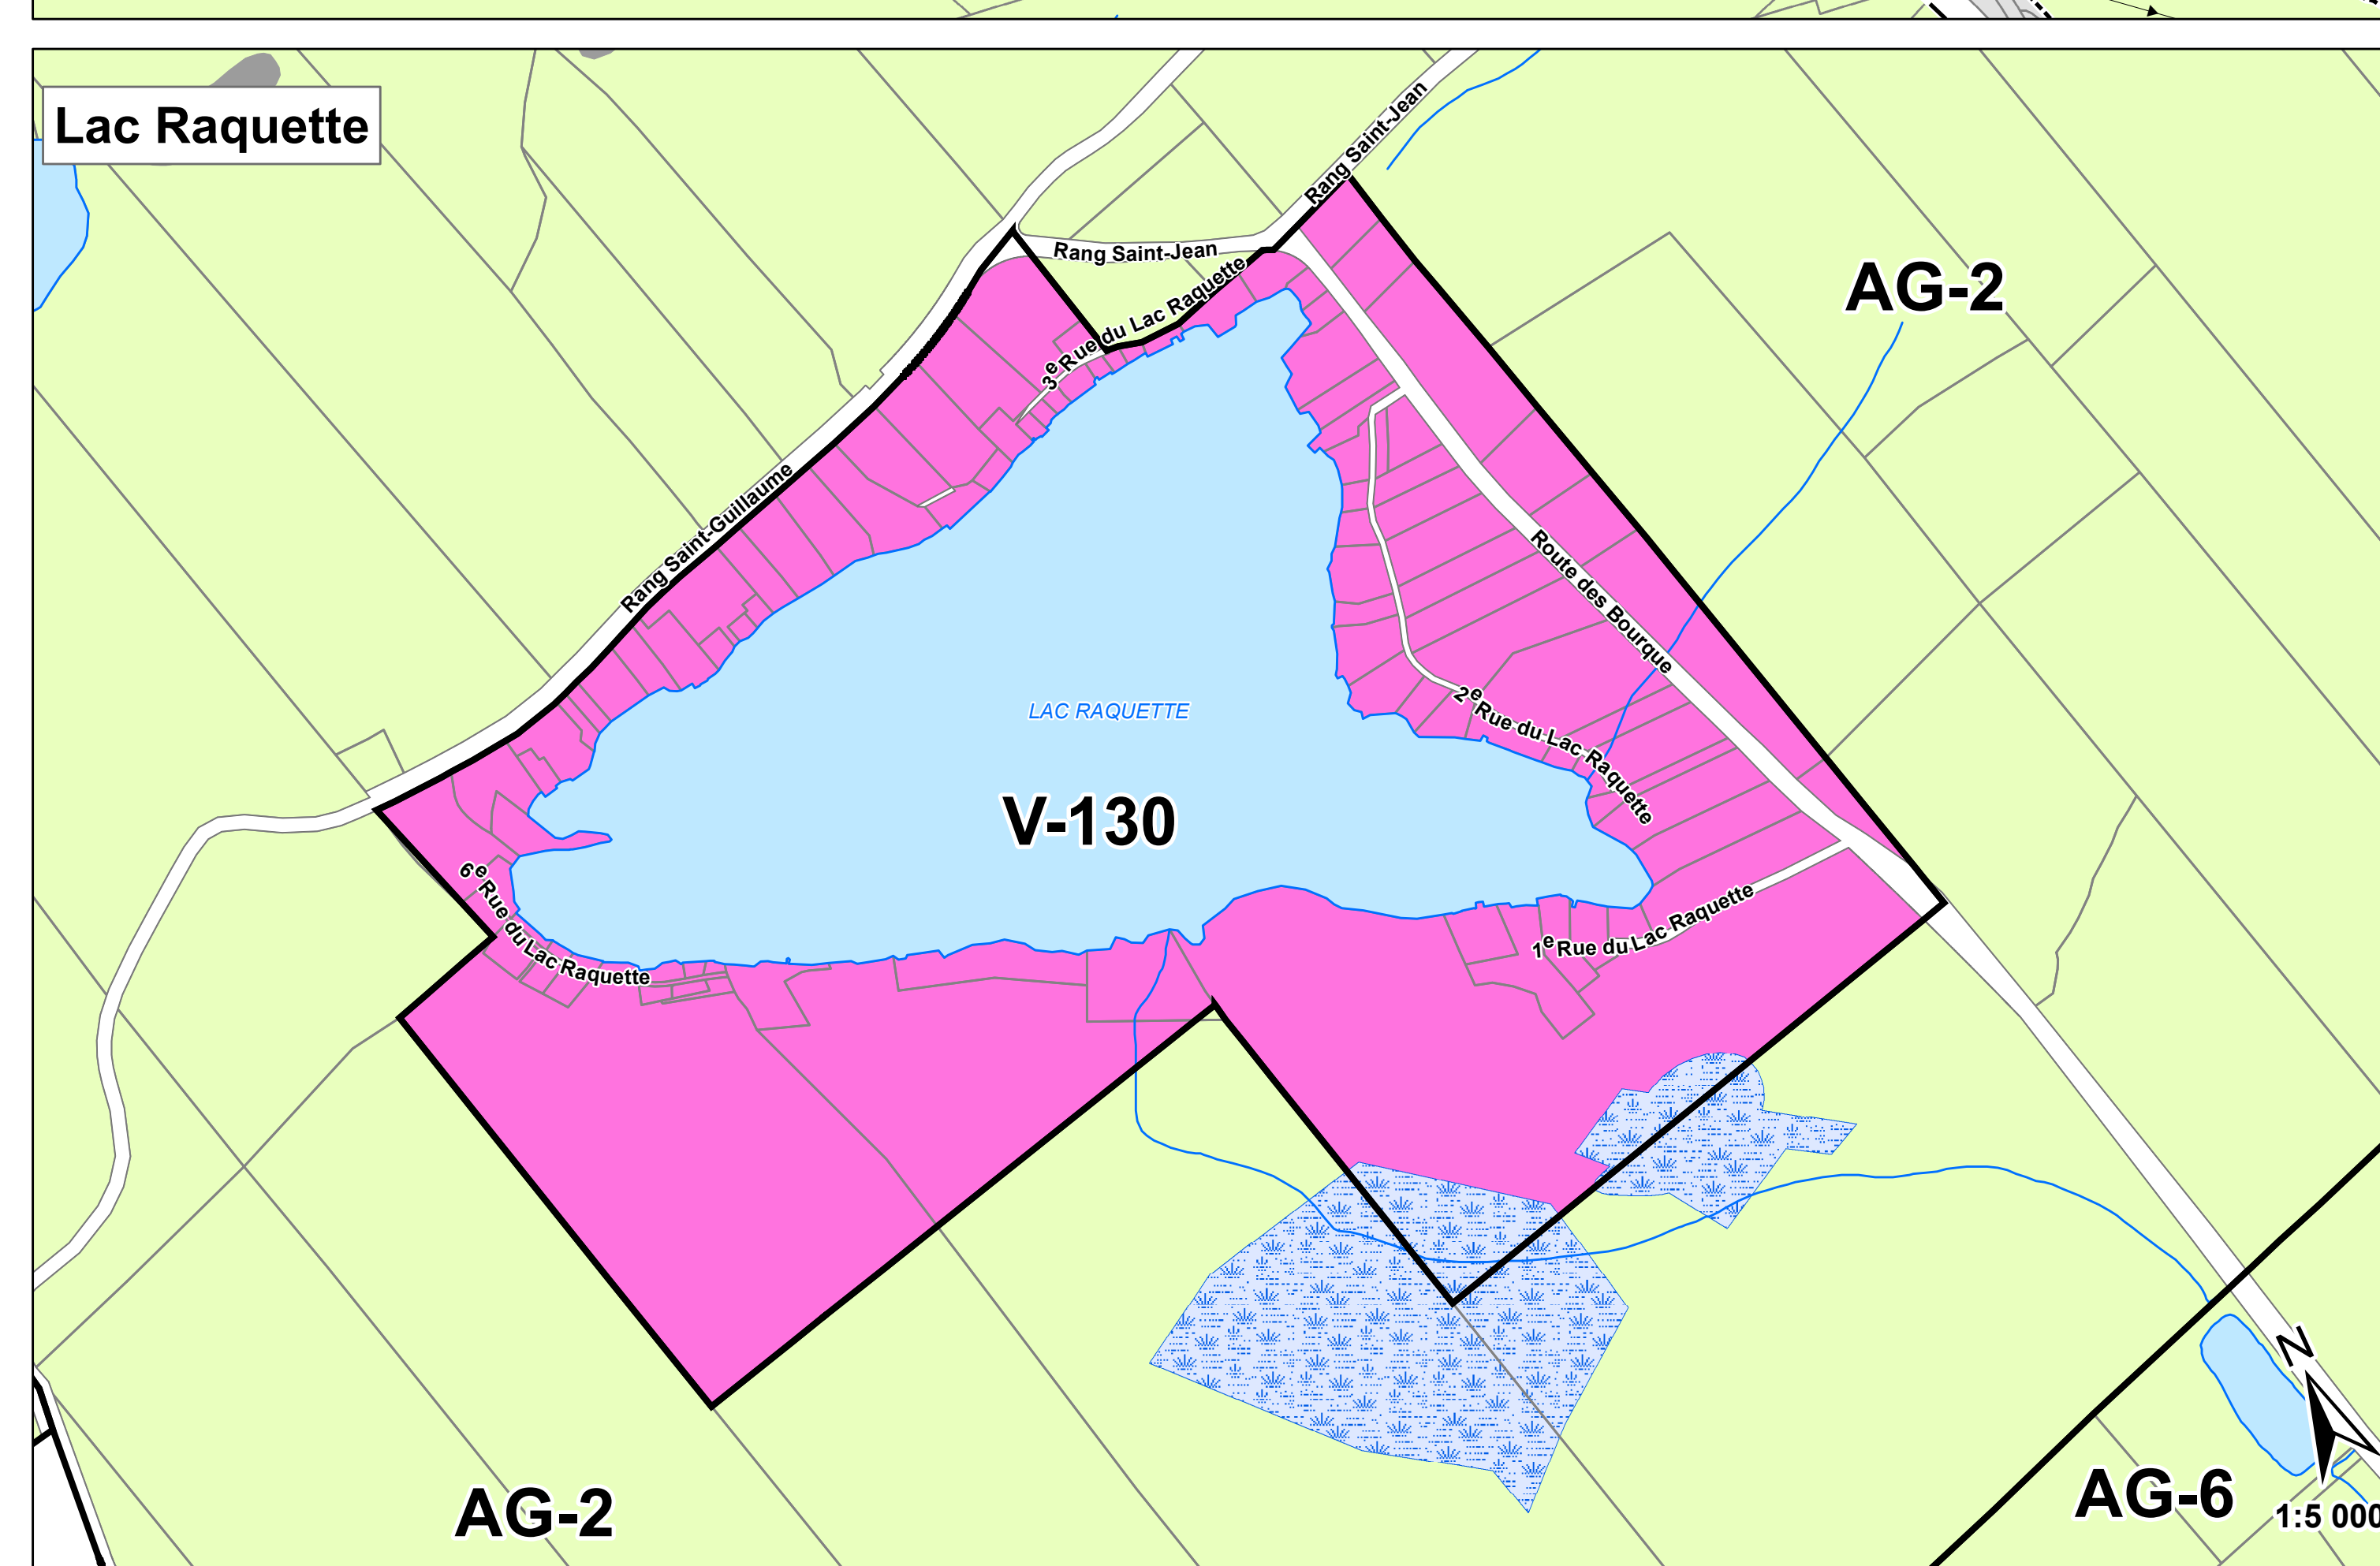 Lac Raquette
Rang Saint-Jean
Rang Saint-Jean
3e Rue du Lac Raquette
AG-2
Rang Saint-Guillaume
Route des Bourque
LAC RAQUETTE
2e Rue du Lac Raquette
V-130
6e Rue du Lac Raquette
1e Rue du Lac Raquette
N
AG-2
AG-6
1:5 000